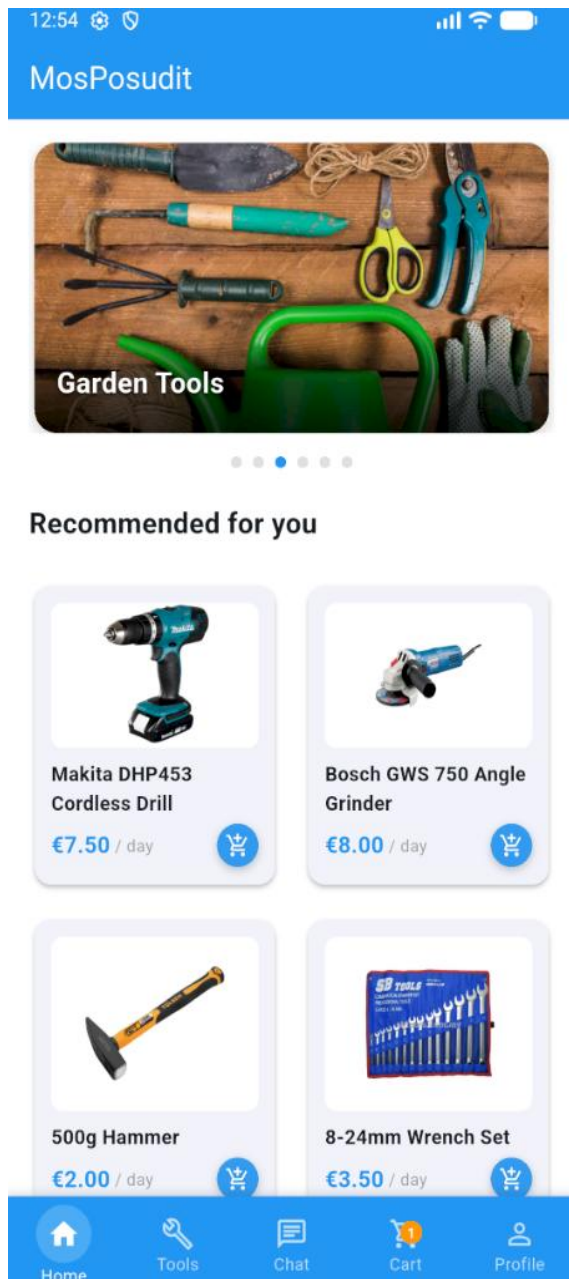 12:54
MosPosudit
Garden Tools
Recommended for you
Makita DHP453
Cordless Drill
€7.50 / day
Bosch GWS 750 Angle
Grinder
€8.00 / day
SB TOOLS
500g Hammer
€2.00 / day
8-24mm Wrench Set
€3.50 / day
Home
Tools
Chat
1
Cart
Profile